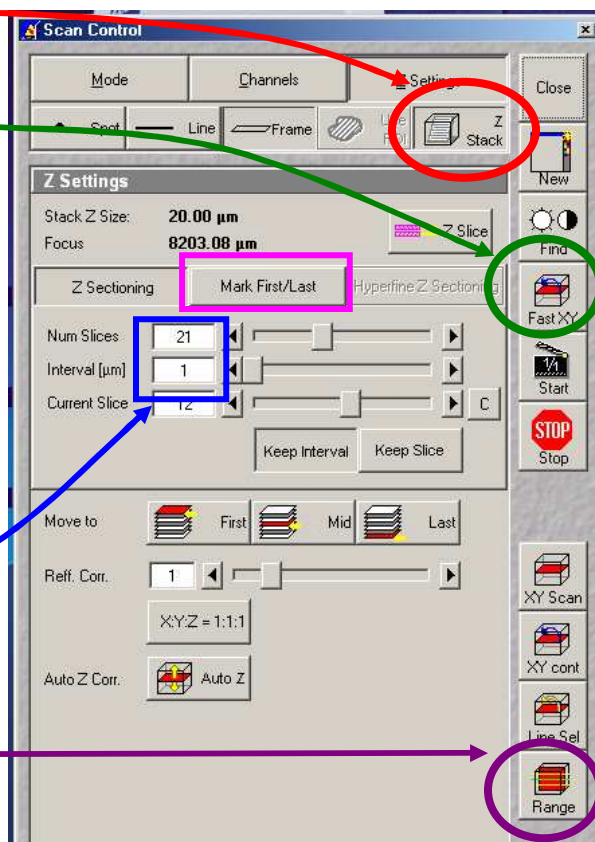 Scan Control
Mode Channels Z Settings Close
Spot Line Frame Z Stack
New
Z Settings
Stack Z Size: 20.00 µm
Z Slice
Focus 8203.08 µm
Find
Z Sectioning Mark First/Last Hyperfine Z Sectioning
Fast XY
Num Slices 21
Interval [µm] 1
1/1
Start
Current Slice 12 C
STOP
Keep Interval Keep Slice
Stop
Move to First Mid Last
Reff. Corr. 1
XY Scan
X:Y:Z = 1:1:1
XY cont
Auto Z Corr. Auto Z
Line Sel
Range